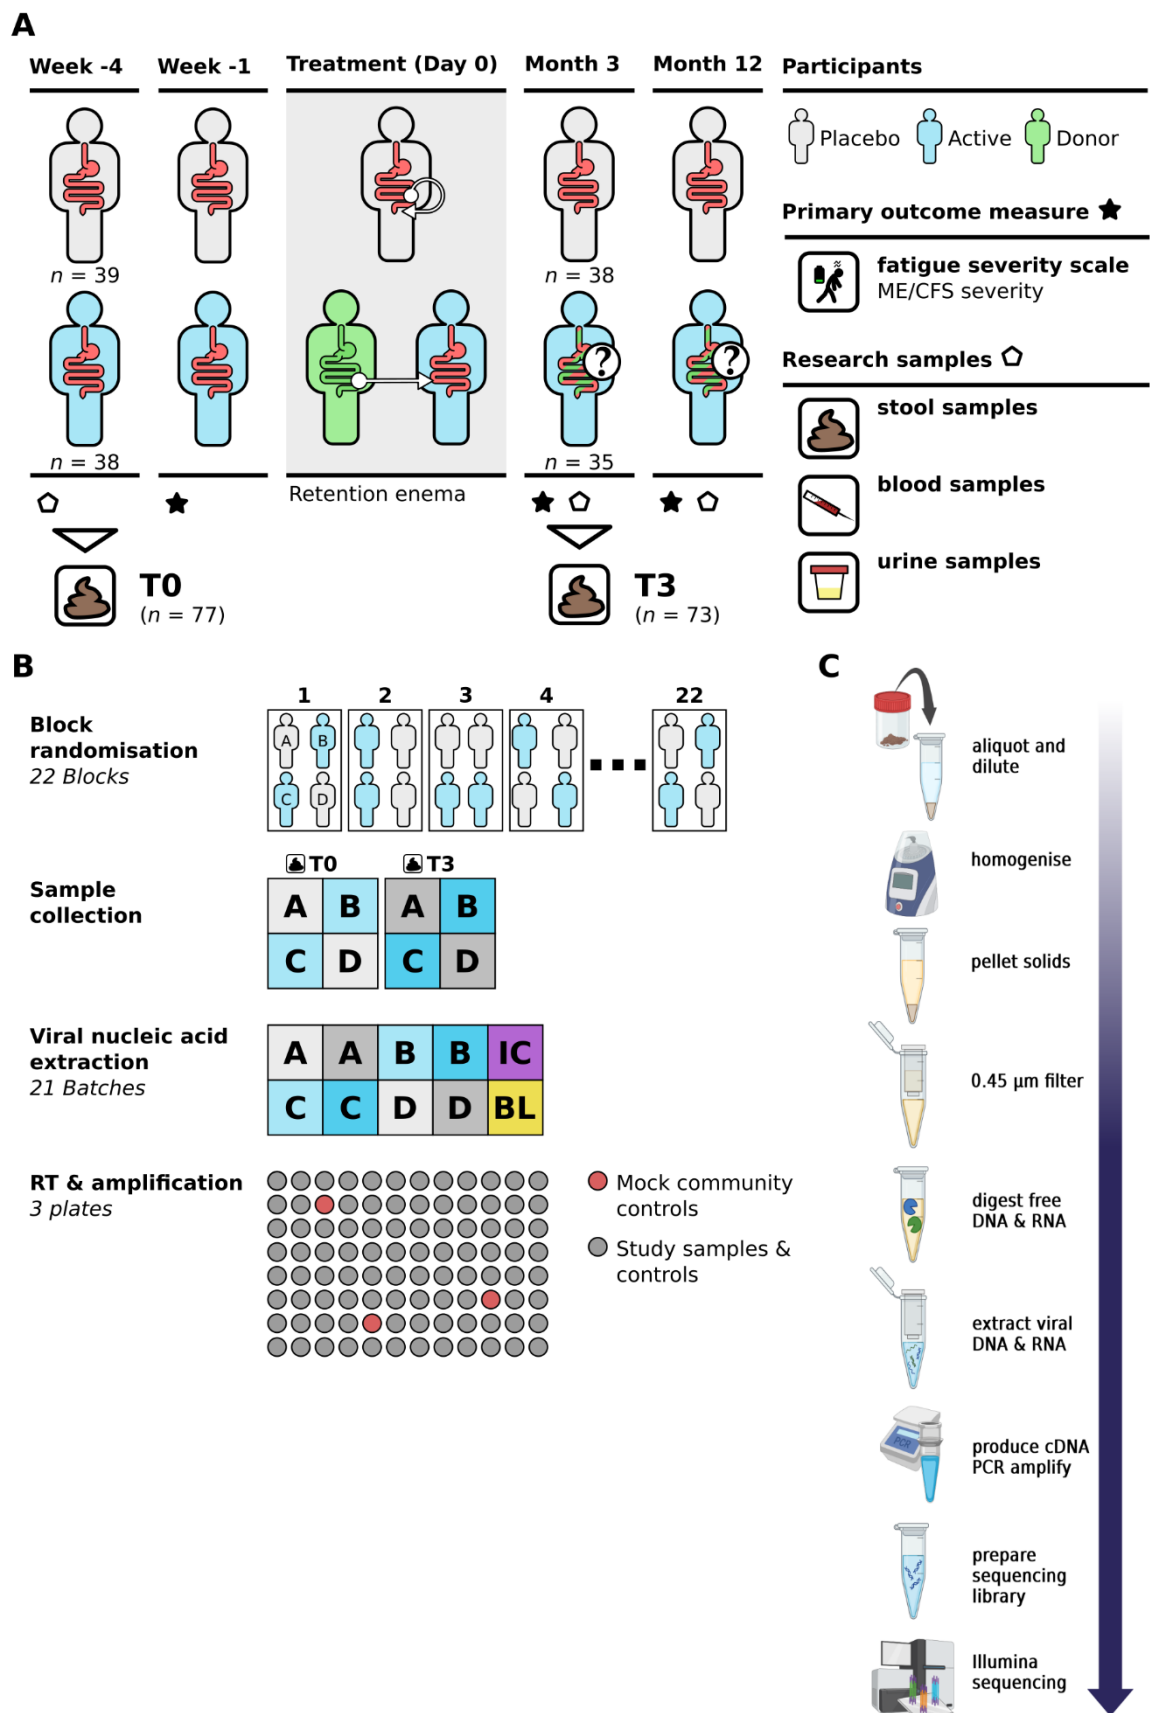 A
Week -4
Week -1
Treatment (Day 0)
Month 3
Month 12
n = 39
n = 38
n = 38
n = 35
?
?
Retention enema
T0
(n = 77)
T3
(n = 73)
Participants
Placebo
Active
Donor
Primary outcome measure
fatigue severity scale
ME/CFS severity
Research samples
stool samples
blood samples
urine samples
B
Block
randomisation
22 Blocks
1 2 3 4 22
A B
C D
Sample
collection
T0 T3
A B A B
C D C D
Viral nucleic acid
extraction
21 Batches
A A B B IC
C C D D BL
RT & amplification
3 plates
Mock community
controls
Study samples &
controls
C
aliquot and
dilute
homogenise
pellet solids
0.45 µm filter
digest free
DNA & RNA
extract viral
DNA & RNA
PCR
produce cDNA
PCR amplify
prepare
sequencing
library
Illumina
sequencing